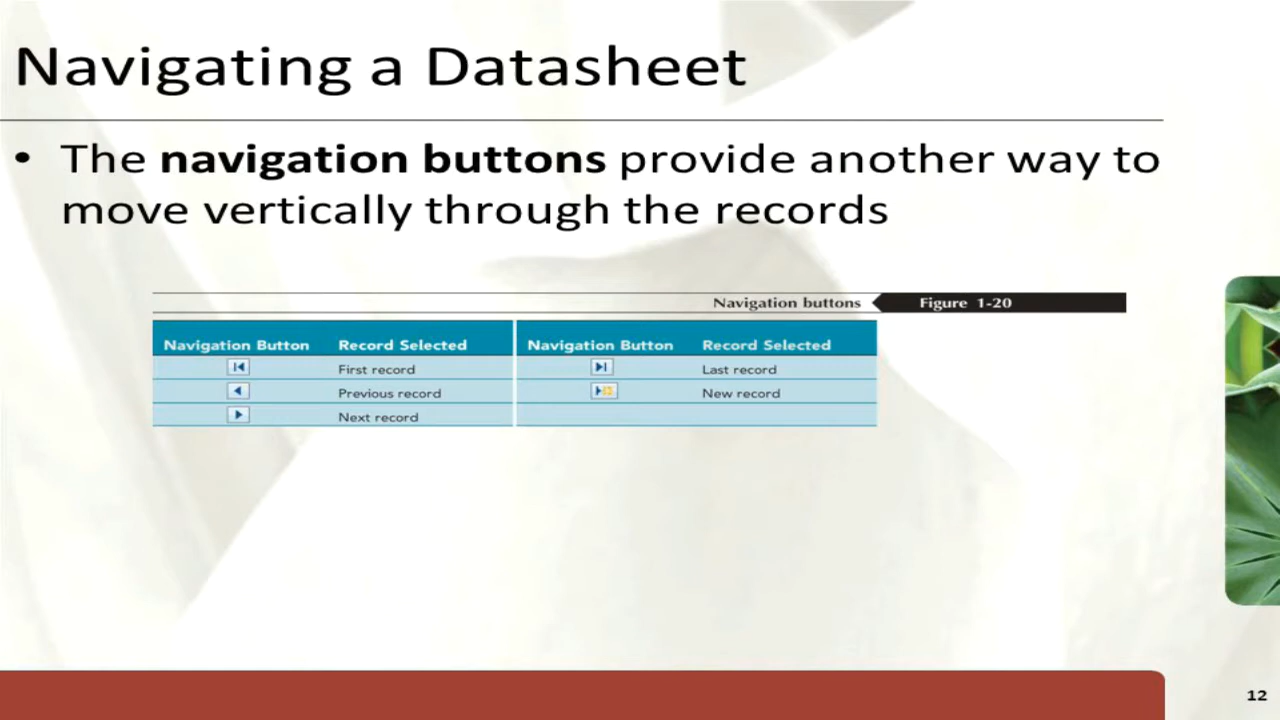 Navigating a Datasheet
• The navigation buttons provide another way to
move vertically through the records
Navigation buttons Figure 1-20
Navigation Button Record Selected Navigation Button Record Selected
First record Last record
Previous record New record
Next record
12